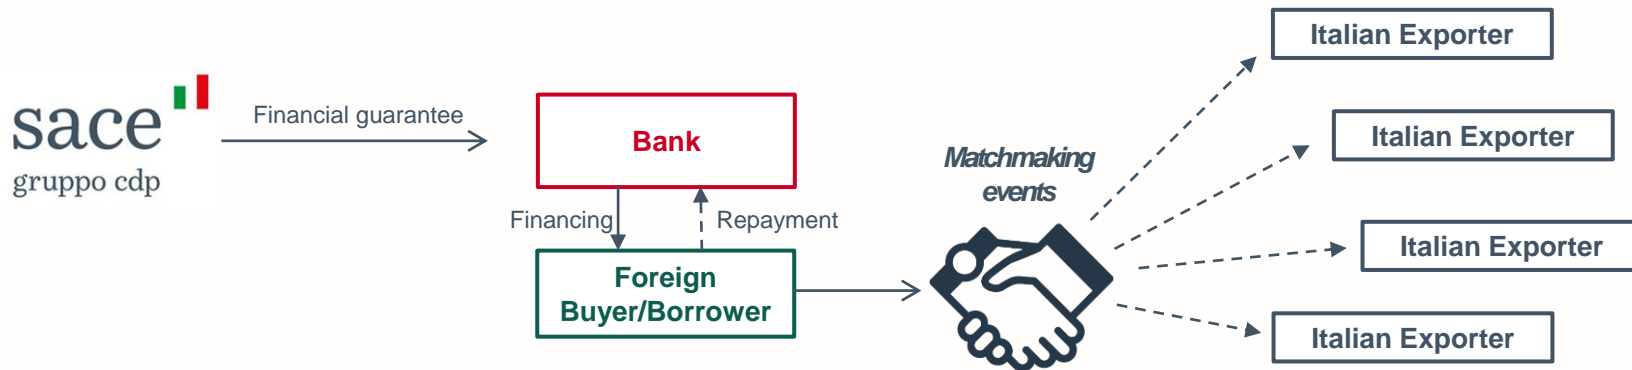 sace
gruppo cdp
Financial guarantee
Bank
Financing
Repayment
Foreign
Buyer/Borrower
Matchmaking
events
Italian Exporter
Italian Exporter
Italian Exporter
Italian Exporter